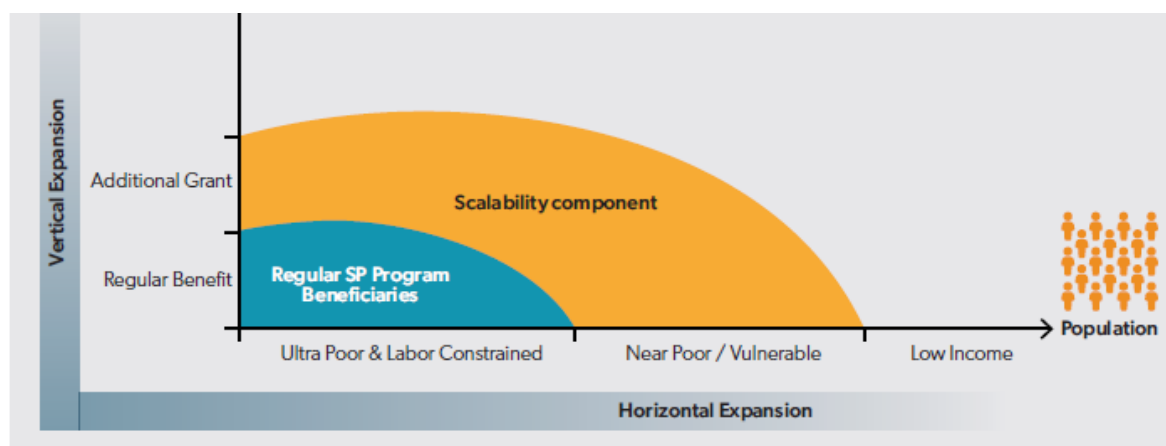 Vertical Expansion
Additional Grant
Regular Benefit
Scalability component
Regular SP Program
Beneficiaries
Population
Ultra Poor & Labor Constrained
Near Poor / Vulnerable
Low Income
Horizontal Expansion